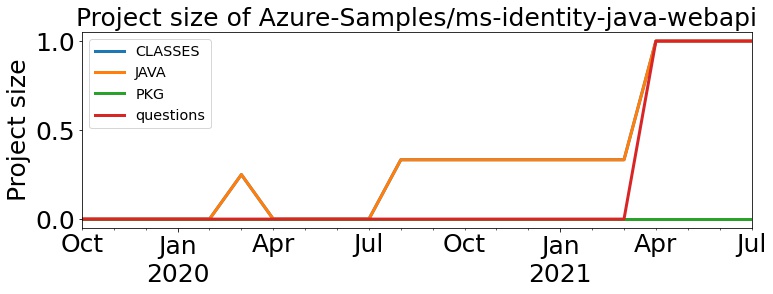 Project size of Azure-Samples/ms-identity-java-webapi
Project size
1.0
0.5
0.0
CLASSES
JAVA
PKG
questions
Oct Jan Apr Jul Oct Jan Apr Jul
2020 2021